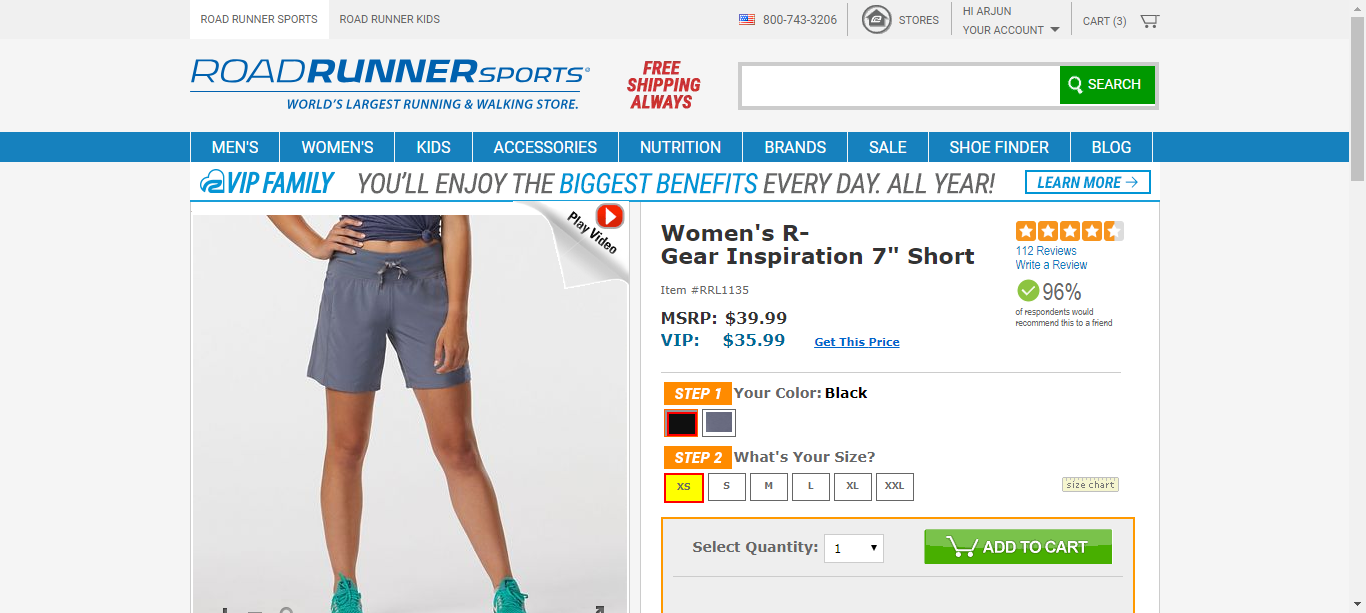 ROAD RUNNER SPORTS
ROAD RUNNER KIDS
800-743-3206
STORES
HI ARJUN
YOUR ACCOUNT
CART (3)
ROADRUNNERSPORTS®
WORLD'S LARGEST RUNNING & WALKING STORE.
FREE
SHIPPING
ALWAYS
SEARCH
MEN'S
WOMEN'S
KIDS
ACCESSORIES
NUTRITION
BRANDS
SALE
SHOE FINDER
BLOG
VIP FAMILY
YOU'LL ENJOY THE BIGGEST BENEFITS EVERY DAY. ALL YEAR!
LEARN MORE →
Play Video
Women's R-
Gear Inspiration 7" Short
Item #RRL1135
MSRP: $39.99
VIP: $35.99
Get This Price
112 Reviews
Write a Review
96%
of respondents would
recommend this to a friend
STEP 1 Your Color: Black
STEP 2 What's Your Size?
XS
S
M
L
XL
XXL
size chart
Select Quantity: 1
ADD TO CART